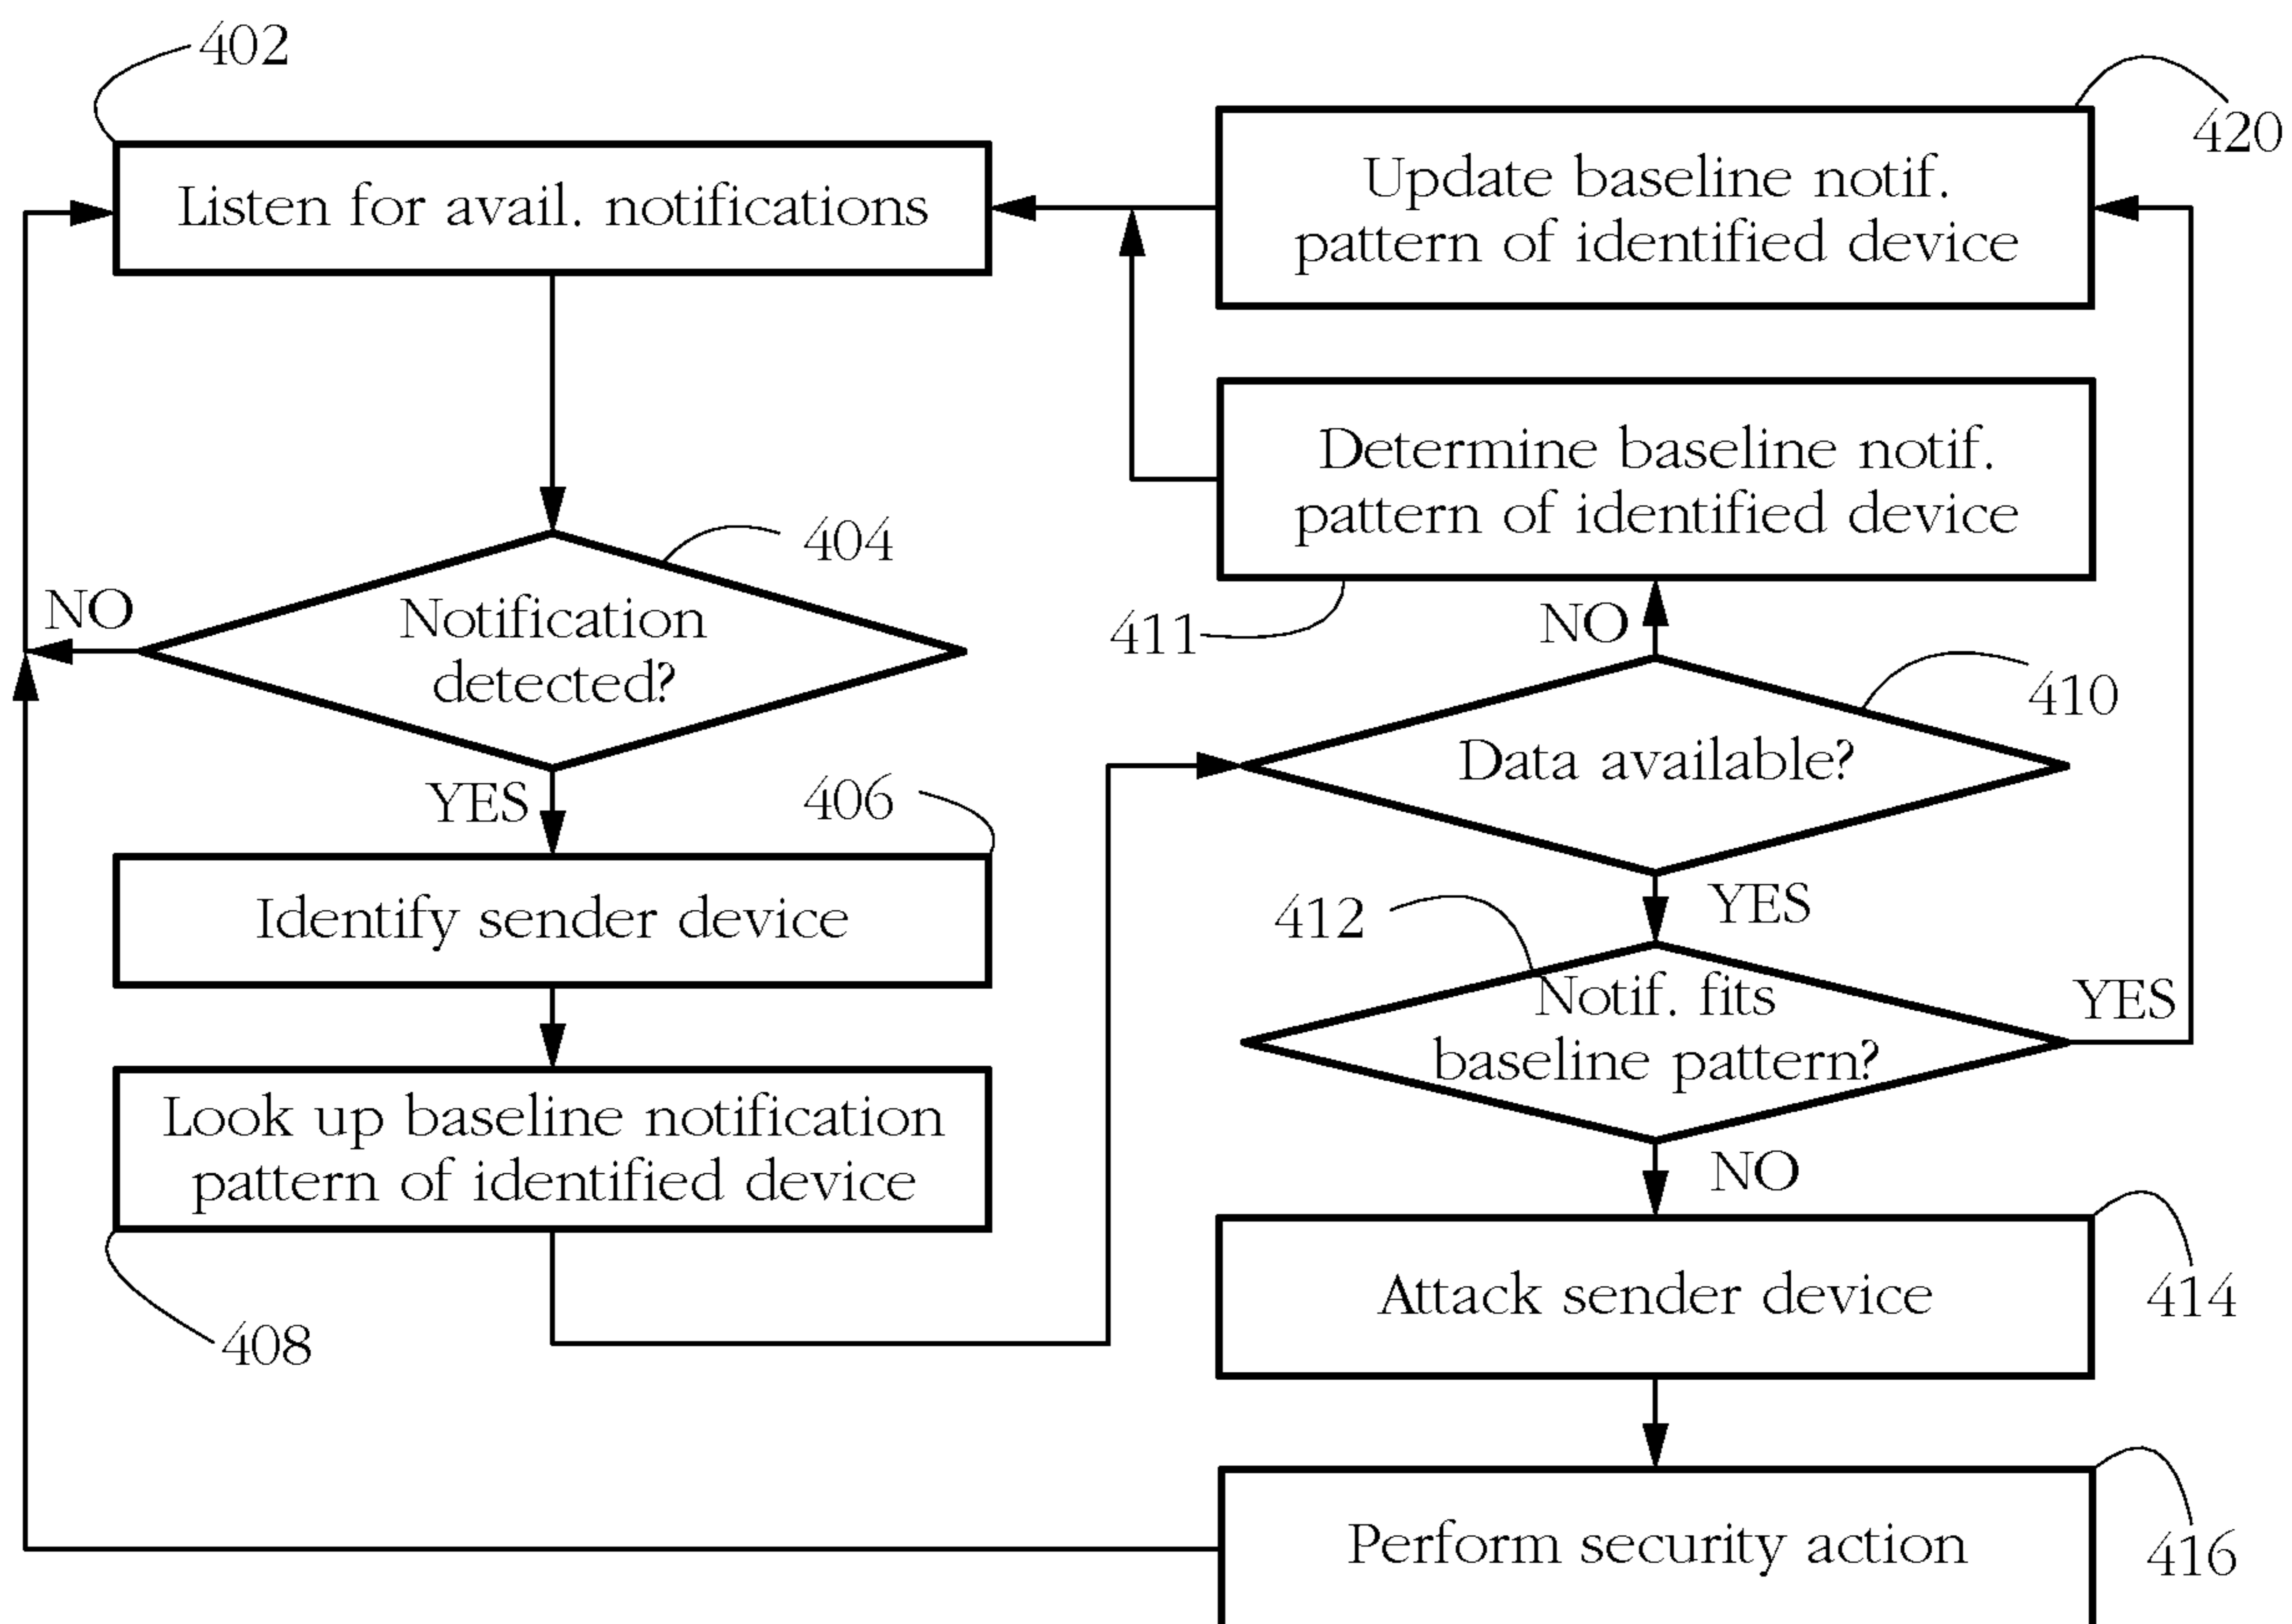 402
Listen for avail. notifications
404
Notification
detected?
NO
YES
406
Identify sender device
Look up baseline notification
pattern of identified device
408
420
Update baseline notif.
pattern of identified device
Determine baseline notif.
pattern of identified device
411
NO
410
Data available?
YES
412
Notif. fits
baseline pattern?
YES
NO
Attack sender device
414
Perform security action
416